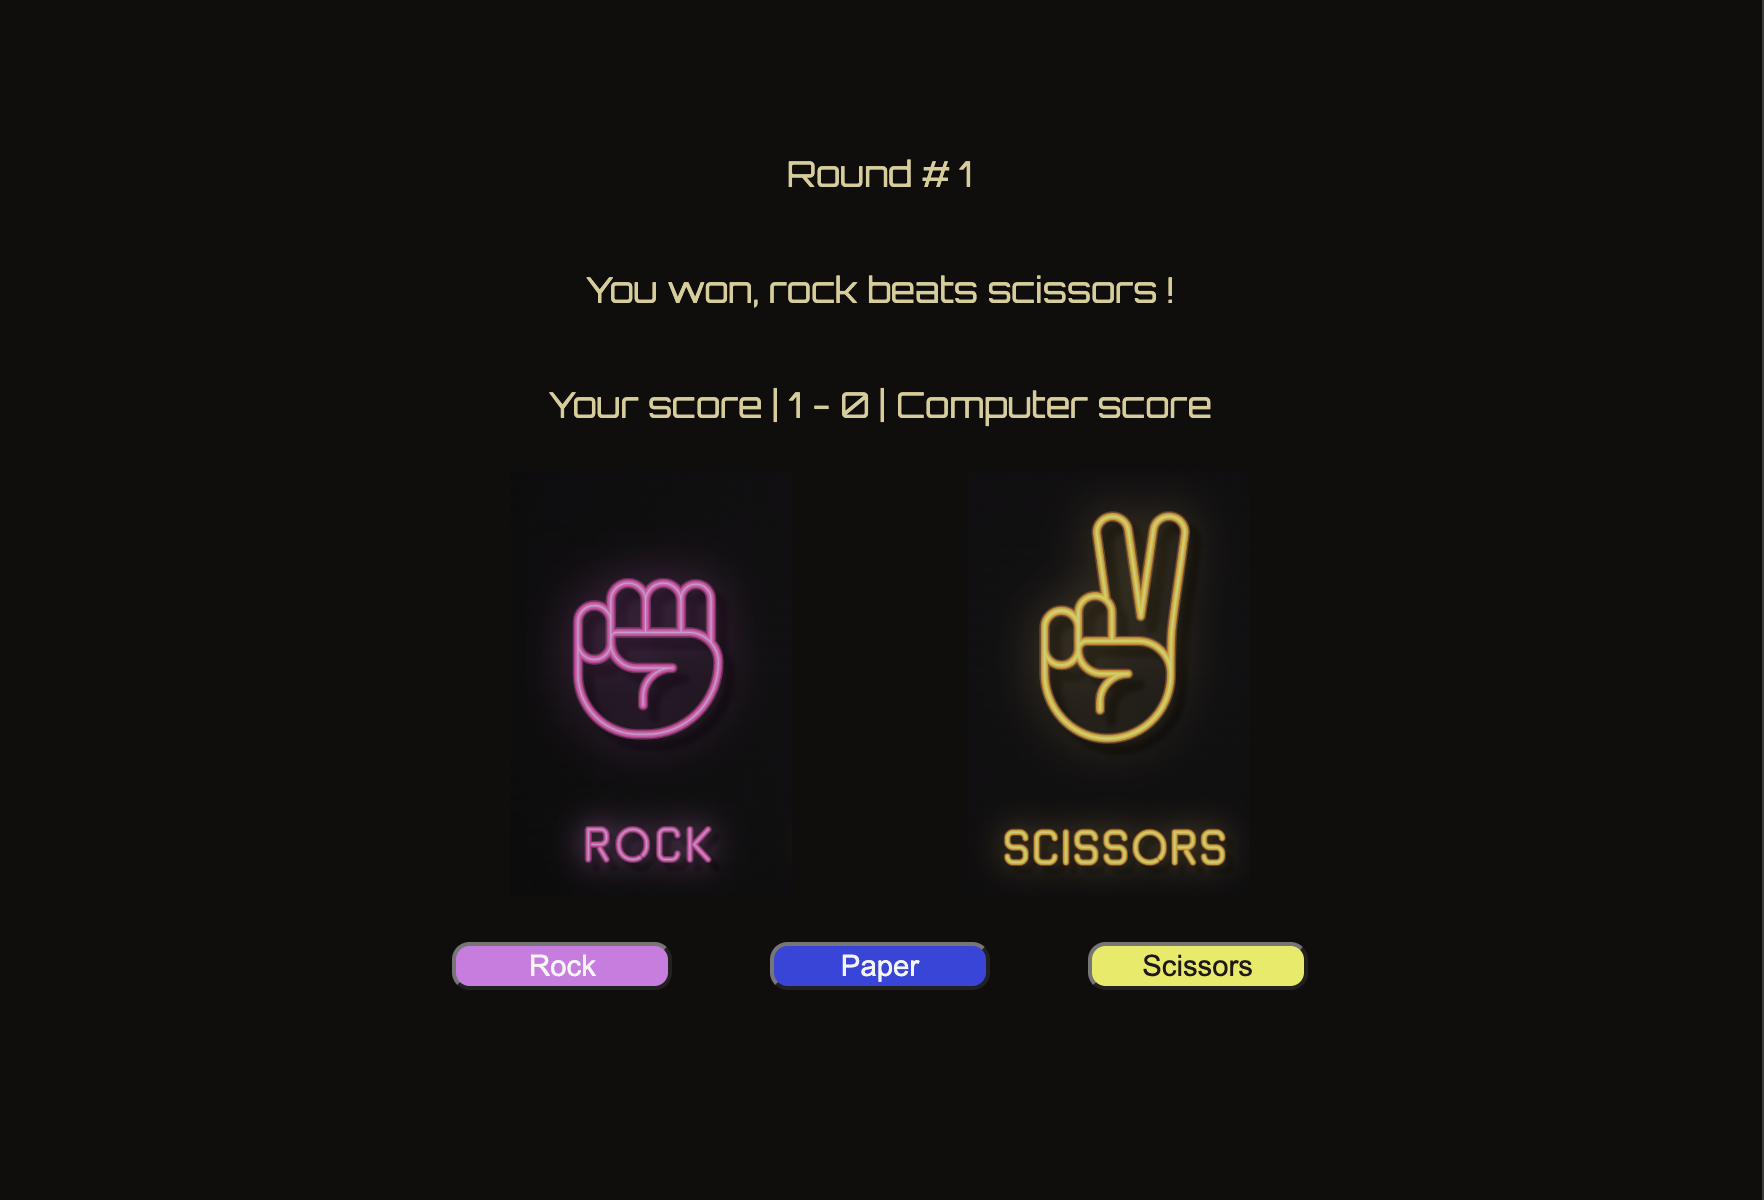 Round # 1
You won, rock beats scissors !
Your score | 1 - 0 | Computer score
ROCK
SCISSORS
Rock
Paper
Scissors